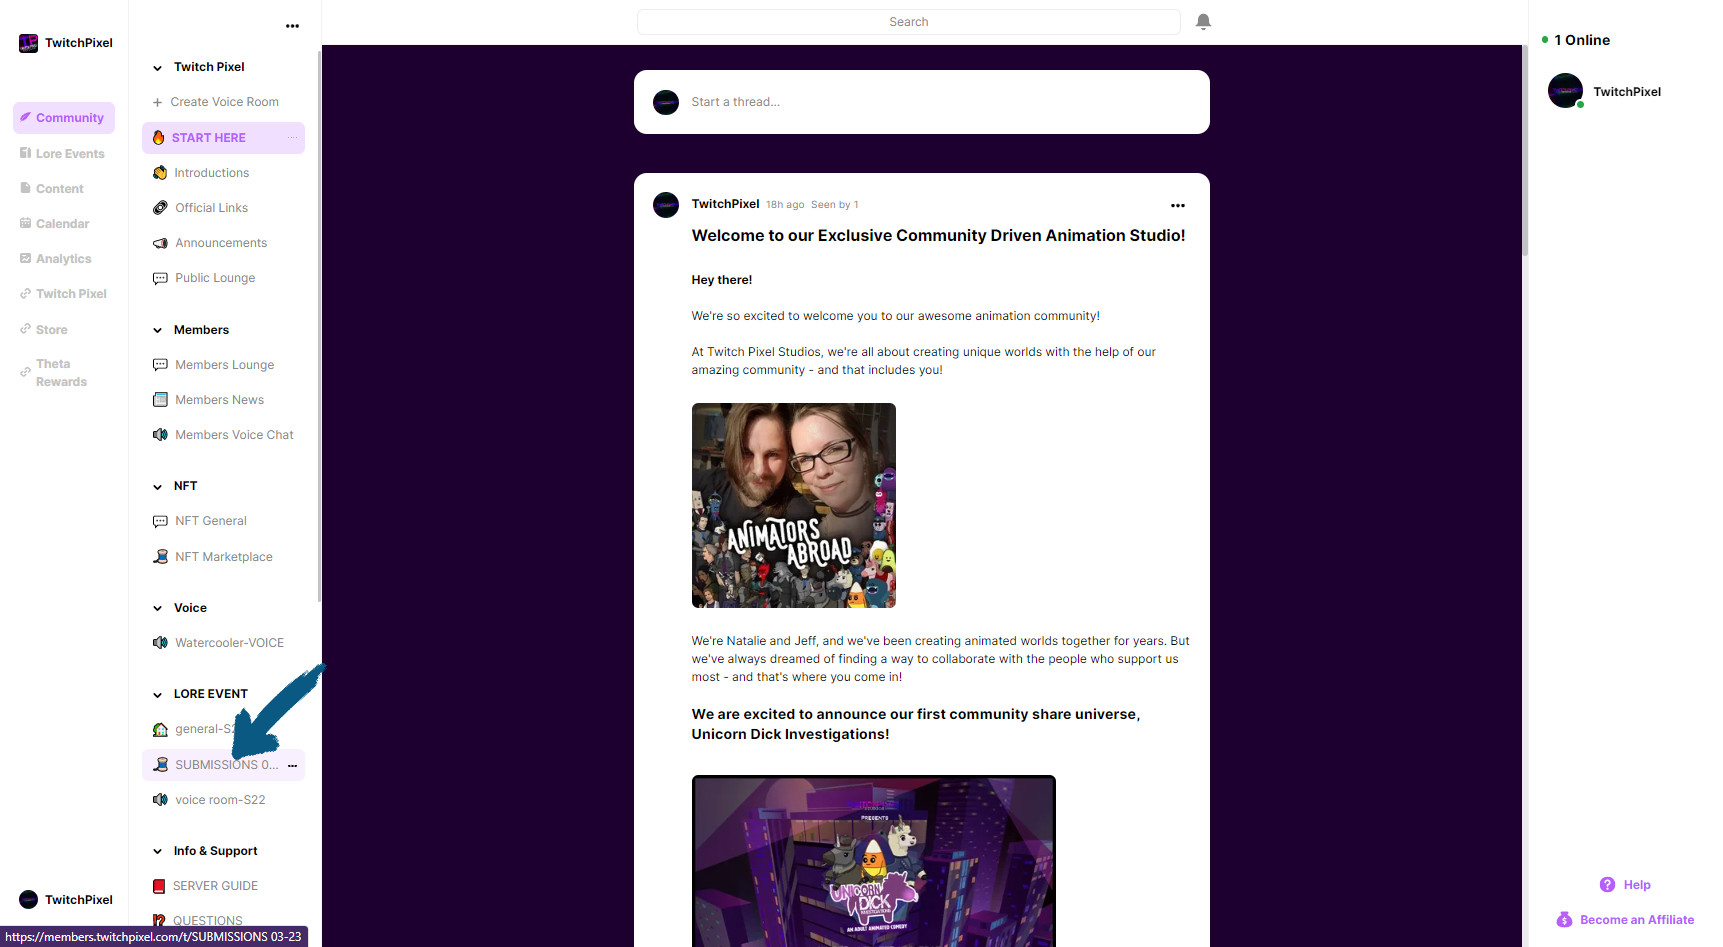 TwitchPixel
Community
Lore Events
Content
Calendar
Analytics
Twitch Pixel
Store
Theta
Rewards
TwitchPixel
Twitch Pixel
Create Voice Room
START HERE
Introductions
Official Links
Announcements
Public Lounge
Members
Members Lounge
Members News
Members Voice Chat
NFT
NFT General
NFT Marketplace
Voice
Watercooler-VOICE
LORE EVENT
general-S2
SUBMISSIONS 0...
voice room-S22
Info & Support
SERVER GUIDE
QUESTIONS
https://members.twitchpixel.com/t/SUBMISSIONS 03-23
Search
Start a thread...
TwitchPixel 18h ago Seen by 1
Welcome to our Exclusive Community Driven Animation Studio!
Hey there!
We're so excited to welcome you to our awesome animation community!
At Twitch Pixel Studios, we're all about creating unique worlds with the help of our
amazing community - and that includes you!
ANIMATORS
ABROAD
We're Natalie and Jeff, and we've been creating animated worlds together for years. But
we've always dreamed of finding a way to collaborate with the people who support us
most - and that's where you come in!
We are excited to announce our first community share universe,
Unicorn Dick Investigations!
PRESENTS
UNICORN
DICK
INVESTIGATIONS
AN ADULT ANIMATED COMEDY
1 Online
TwitchPixel
Help
Become an Affiliate